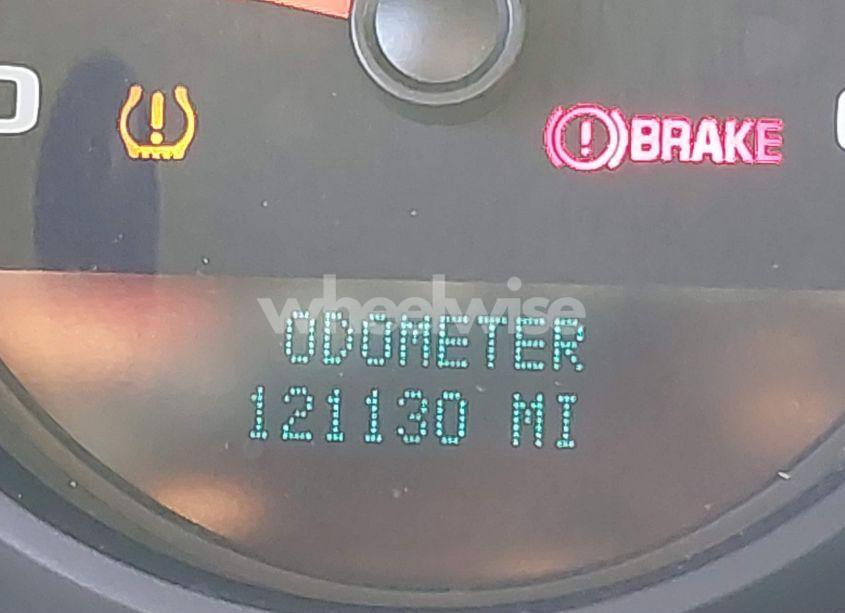 BRAKE
wheelwise
ODOMETER
121130 MI